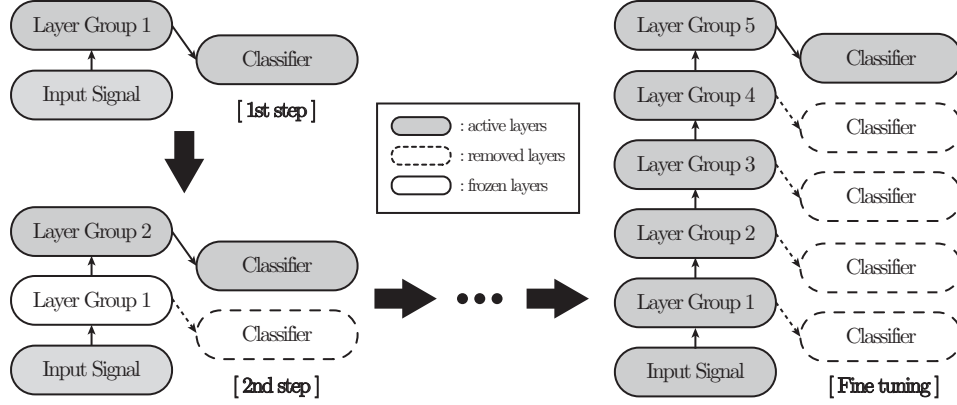 Layer Group 1
Classifier
Input Signal
[ 1st step ]
: active layers
: removed layers
: frozen layers
Layer Group 2
Classifier
Layer Group 1
Classifier
Input Signal
[ 2nd step ]
Layer Group 5
Classifier
Layer Group 4
Classifier
Layer Group 3
Classifier
Layer Group 2
Classifier
Layer Group 1
Classifier
Input Signal
[ Fine tuning ]